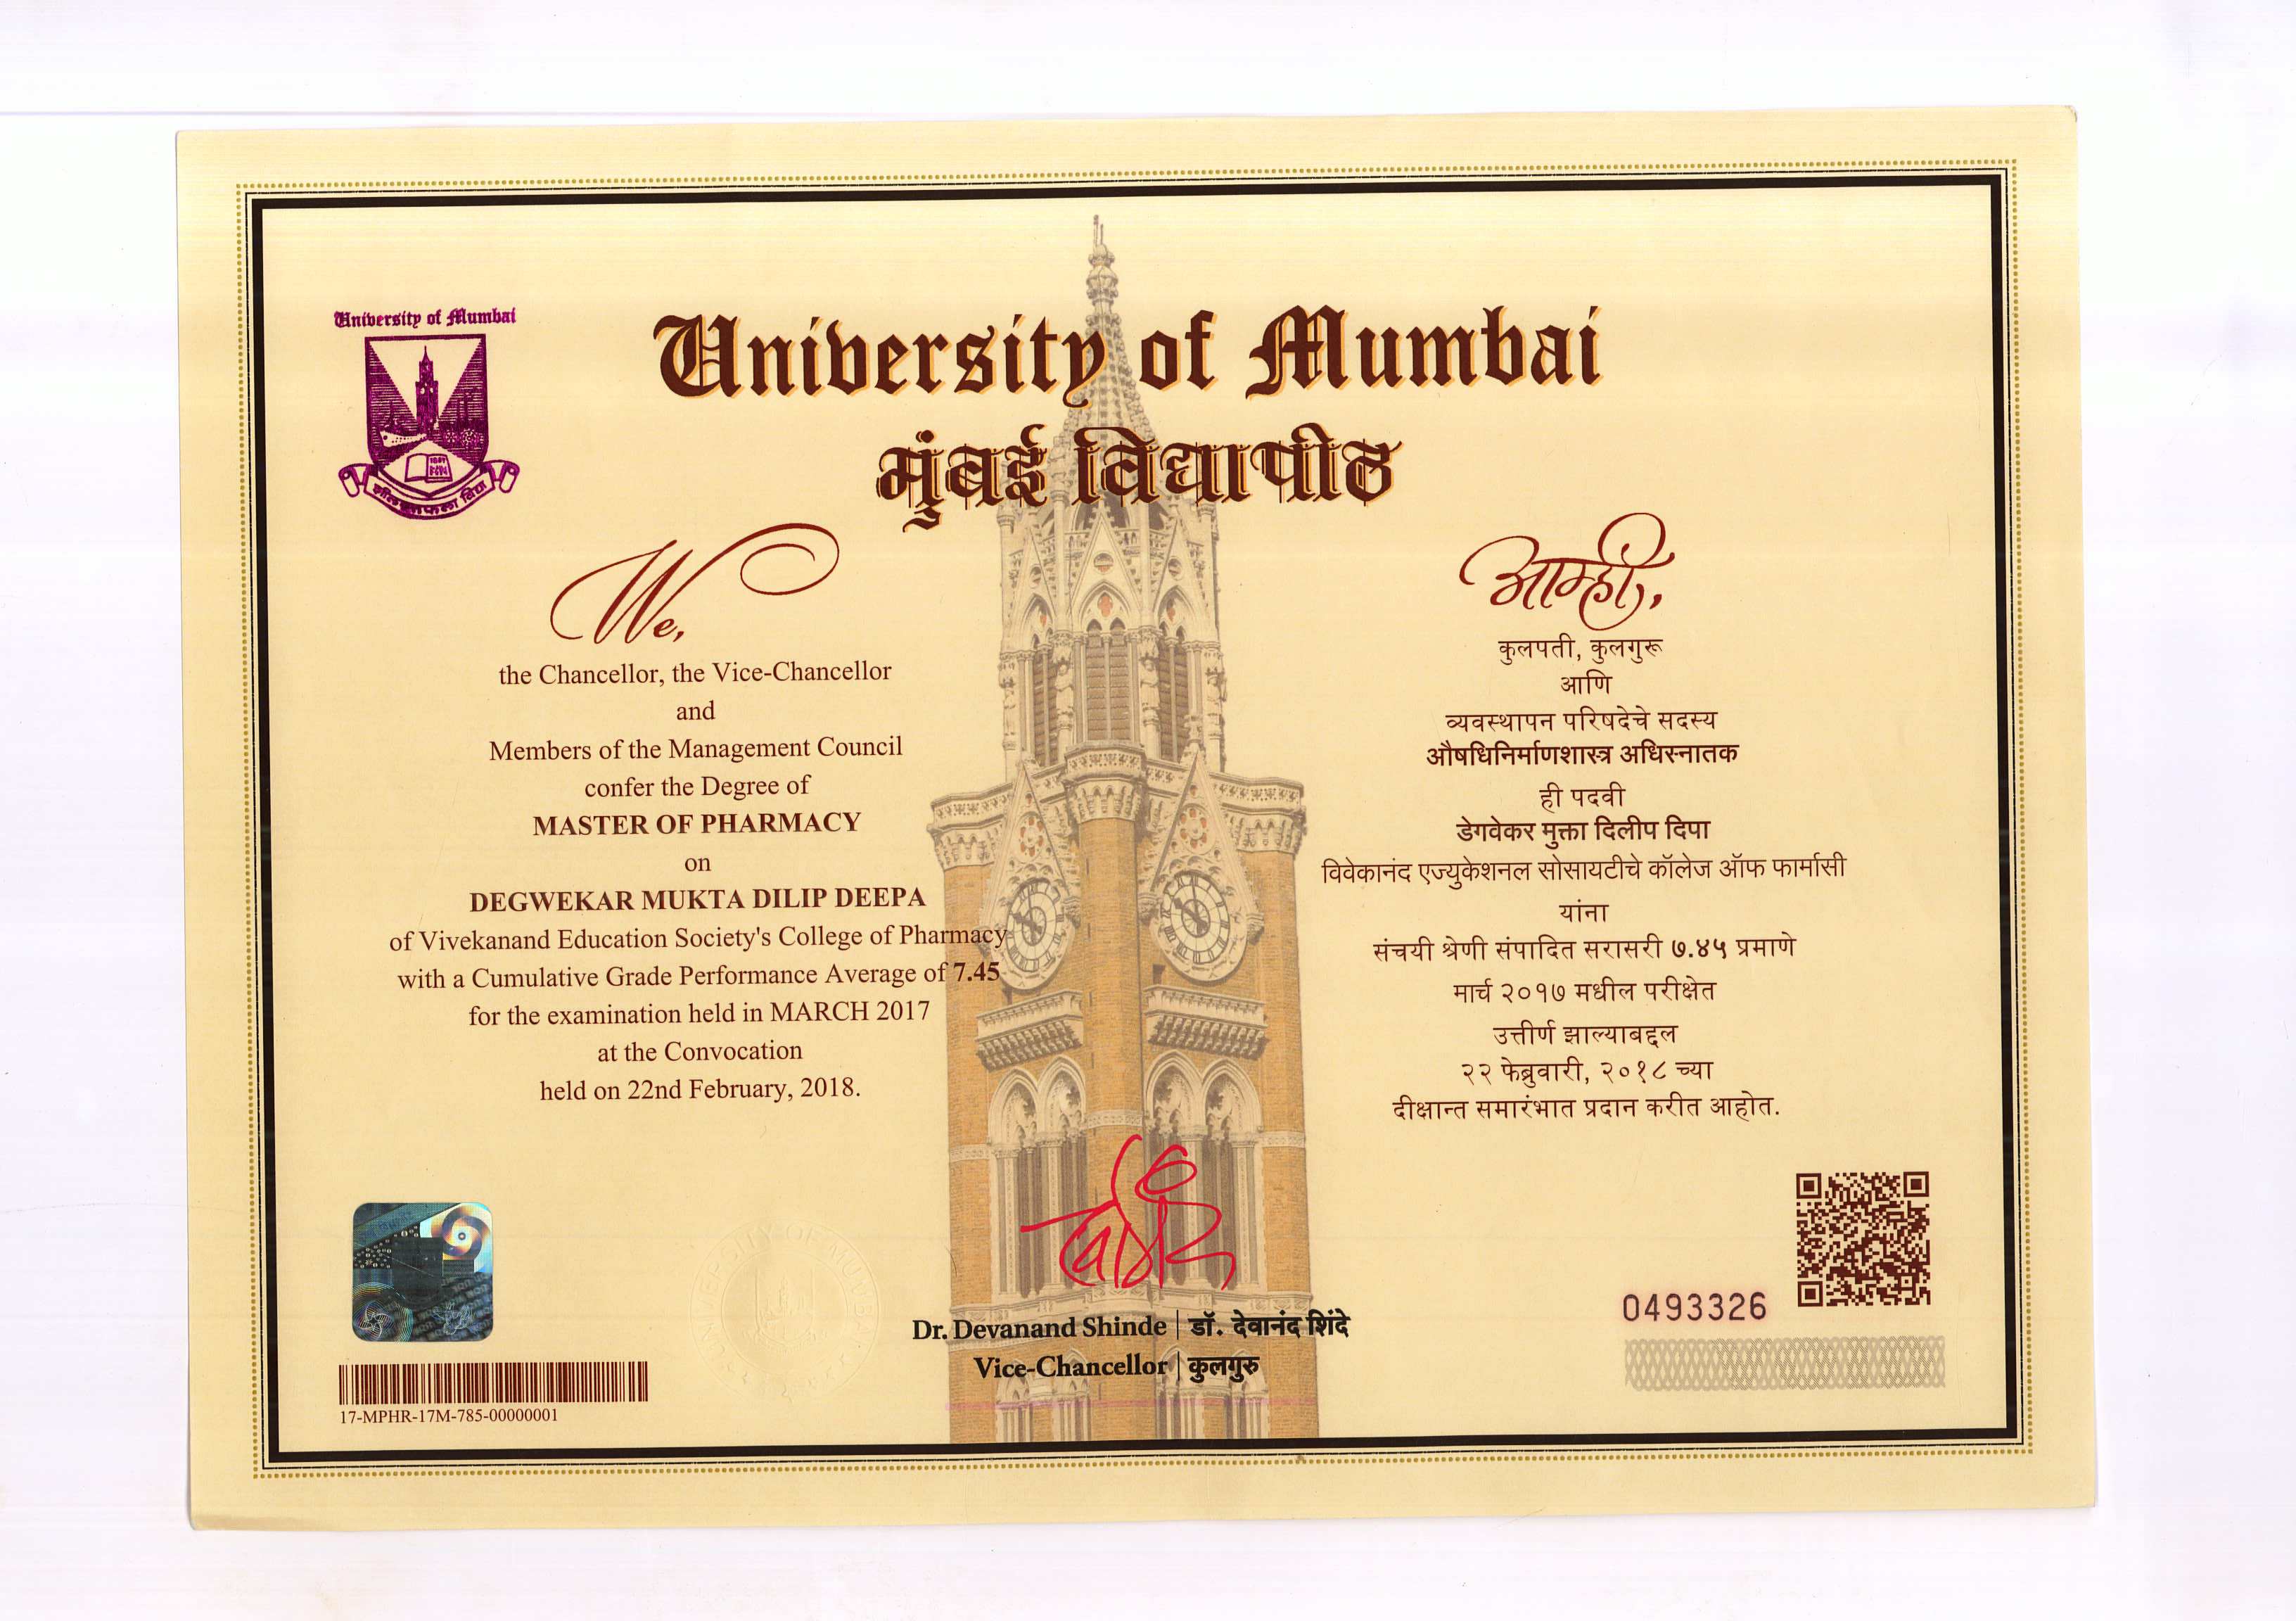 University of Mumbai
University of Mumbai
मुंबई विद्यापीठ
We,
the Chancellor, the Vice-Chancellor
and
Members of the Management Council
confer the Degree of
MASTER OF PHARMACY
on
DEGWEKAR MUKTA DILIP DEEPA
of Vivekanand Education Society's College of Pharmacy
with a Cumulative Grade Performance Average of 7.45
for the examination held in MARCH 2017
at the Convocation
held on 22nd February, 2018.
आम्ही,
कुलपती, कुलगुरू
आणि
व्यवस्थापन परिषदेचे सदस्य
औषधिनिर्माणशास्त्र अधिस्नातक
ही पदवी
डेगवेकर मुक्ता दिलीप दिपा
विवेकानंद एज्युकेशनल सोसायटीचे कॉलेज ऑफ फार्मासी
यांना
संचयी श्रेणी संपादित सरासरी ७.४५ प्रमाणे
मार्च २०१७ मधील परीक्षेत
उत्तीर्ण झाल्याबद्दल
२२ फेब्रुवारी, २०१८ च्या
दीक्षान्त समारंभात प्रदान करीत आहोत.
Dr. Devanand Shinde | डॉ. देवानंद शिंदे
Vice-Chancellor | कुलगुरु
0493326
17-MPHR-17M-785-00000001
UNIVERSITY OF MUMBAI